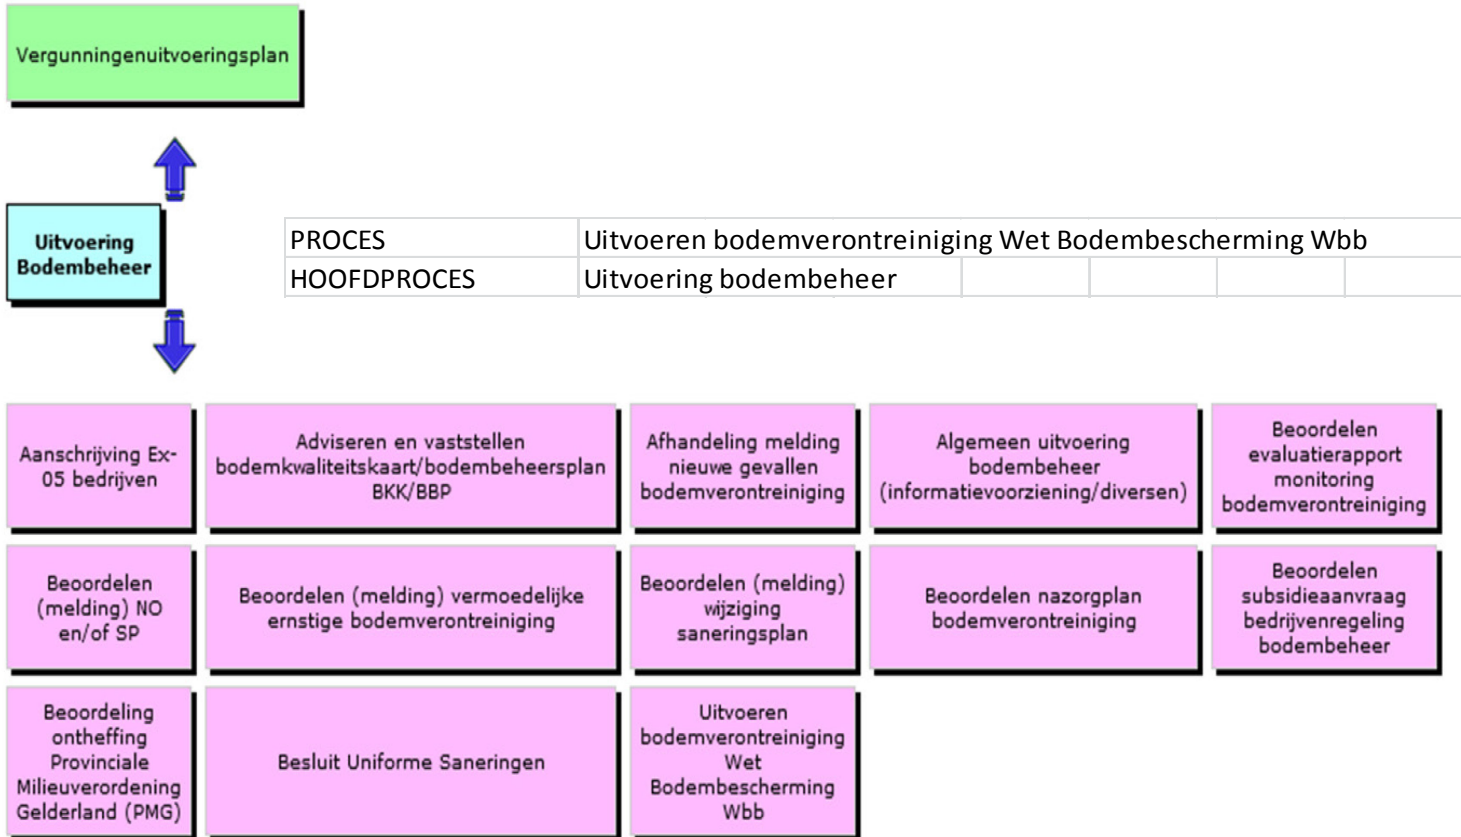 Vergunningenuitvoeringsplan
Uitvoering
Bodembeheer
PROCES Uitvoeren bodemverontreiniging Wet Bodembescherming Wbb
HOOFDPROCES Uitvoering bodembeheer
Aanschrijving Ex-
05 bedrijven
Adviseren en vaststellen
bodemkwaliteitskaart/bodembeheersplan
BKK/BBP
Afhandeling melding
nieuwe gevallen
bodemverontreiniging
Algemeen uitvoering
bodembeheer
(informatievoorziening/diversen)
Beoordelen
evaluatierapport
monitoring
bodemverontreiniging
Beoordelen
(melding) NO
en/of SP
Beoordelen (melding) vermoedelijke
ernstige bodemverontreiniging
Beoordelen (melding)
wijziging
saneringsplan
Beoordelen nazorgplan
bodemverontreiniging
Beoordelen
subsidieaanvraag
bedrijvenregeling
bodembeheer
Beoordeling
ontheffing
Provinciale
Milieuverordening
Gelderland (PMG)
Besluit Uniforme Saneringen
Uitvoeren
bodemverontreiniging
Wet
Bodembescherming
Wbb